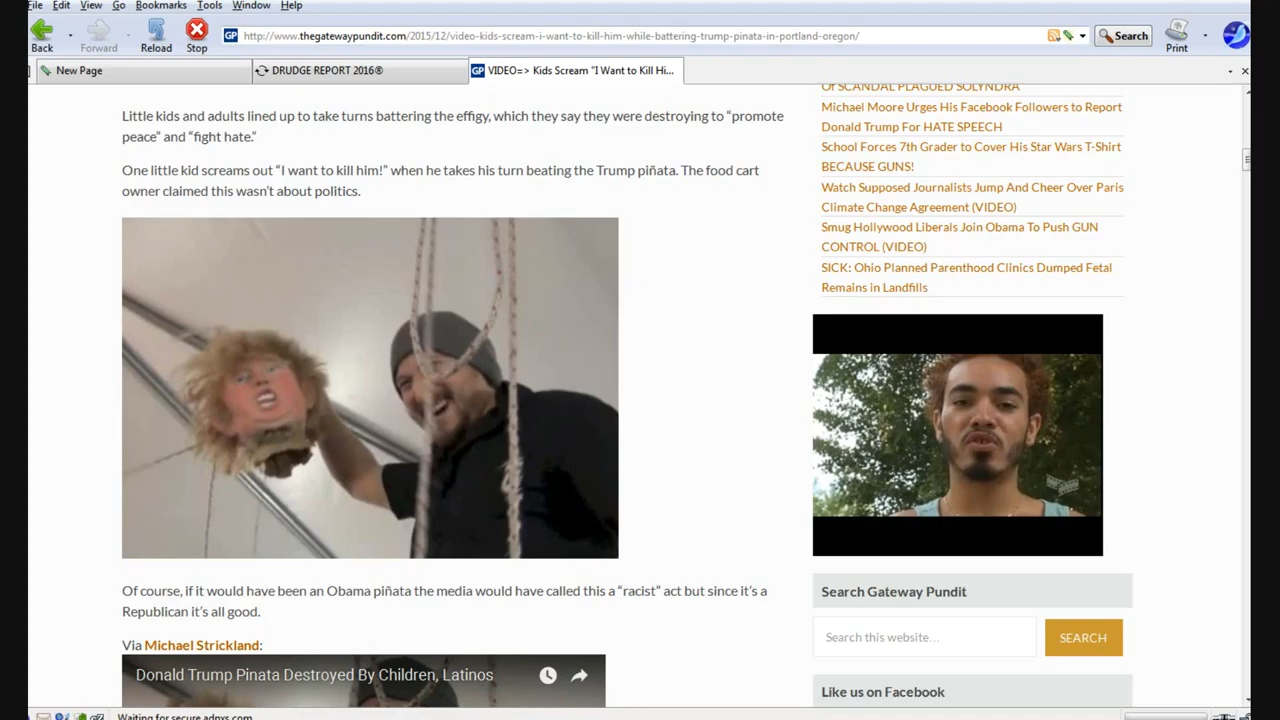 File Edit View Go Bookmarks Tools Window Help
Back Forward Reload Stop
GP http://www.thegatewaypundit.com/2015/12/video-kids-scream-i-want-to-kill-him-while-battering-trump-pinata-in-portland-oregon/
Search Print
New Page DRUDGE REPORT 2016® GP VIDEO=> Kids Scream "I Want to Kill Hi...
Little kids and adults lined up to take turns battering the effigy, which they say they were destroying to “promote
peace” and “fight hate.”
One little kid screams out “I want to kill him!” when he takes his turn beating the Trump piñata. The food cart
owner claimed this wasn’t about politics.
Of course, if it would have been an Obama piñata the media would have called this a “racist” act but since it’s a
Republican it’s all good.
Via Michael Strickland:
Donald Trump Pinata Destroyed By Children, Latinos
Of SCANDAL PLAGUED SOLYNDRA
Michael Moore Urges His Facebook Followers to Report
Donald Trump For HATE SPEECH
School Forces 7th Grader to Cover His Star Wars T-Shirt
BECAUSE GUNS!
Watch Supposed Journalists Jump And Cheer Over Paris
Climate Change Agreement (VIDEO)
Smug Hollywood Liberals Join Obama To Push GUN
CONTROL (VIDEO)
SICK: Ohio Planned Parenthood Clinics Dumped Fetal
Remains in Landfills
Search Gateway Pundit
Search this website…
SEARCH
Like us on Facebook
Waiting for secure.adnxs.com